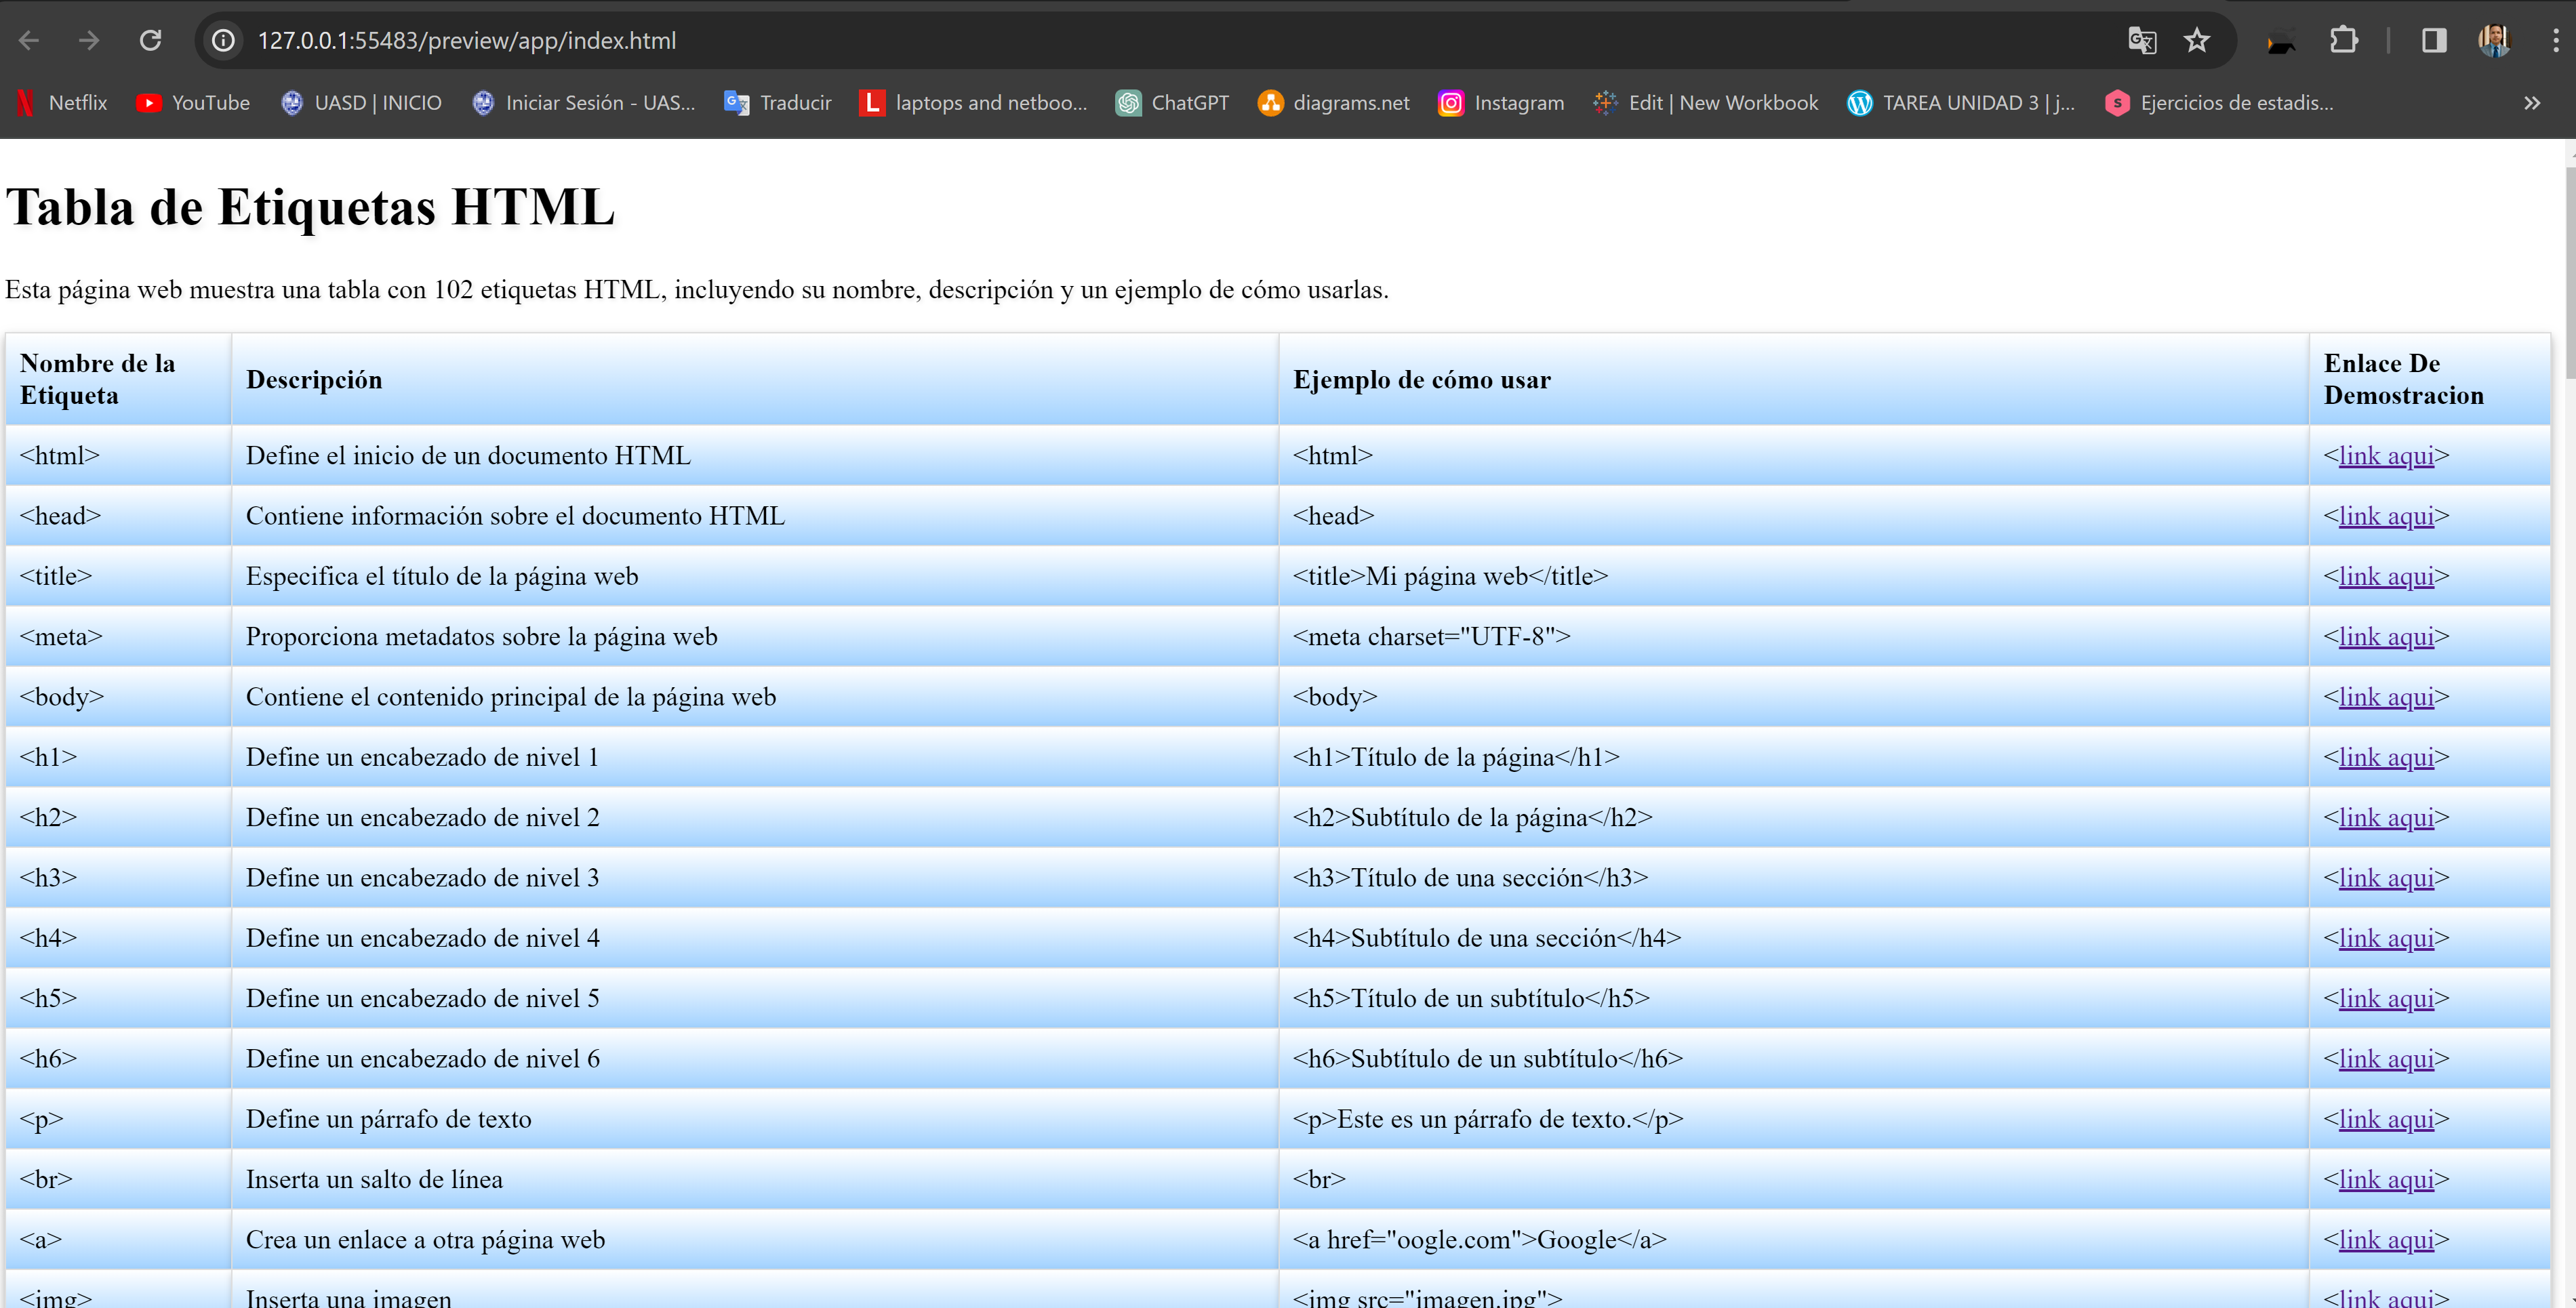 127.0.0.1:55483/preview/app/index.html
Netflix YouTube UASD | INICIO Iniciar Sesión - UAS... Traducir laptops and netboo... ChatGPT diagrams.net Instagram Edit | New Workbook TAREA UNIDAD 3 | j... Ejercicios de estadis...
Tabla de Etiquetas HTML
Esta página web muestra una tabla con 102 etiquetas HTML, incluyendo su nombre, descripción y un ejemplo de cómo usarlas.
Nombre de la Etiqueta Descripción Ejemplo de cómo usar Enlace De Demostracion
<html> Define el inicio de un documento HTML <html> <link aqui>
<head> Contiene información sobre el documento HTML <head> <link aqui>
<title> Especifica el título de la página web <title>Mi página web</title> <link aqui>
<meta> Proporciona metadatos sobre la página web <meta charset="UTF-8"> <link aqui>
<body> Contiene el contenido principal de la página web <body> <link aqui>
<h1> Define un encabezado de nivel 1 <h1>Título de la página</h1> <link aqui>
<h2> Define un encabezado de nivel 2 <h2>Subtítulo de la página</h2> <link aqui>
<h3> Define un encabezado de nivel 3 <h3>Título de una sección</h3> <link aqui>
<h4> Define un encabezado de nivel 4 <h4>Subtítulo de una sección</h4> <link aqui>
<h5> Define un encabezado de nivel 5 <h5>Título de un subtítulo</h5> <link aqui>
<h6> Define un encabezado de nivel 6 <h6>Subtítulo de un subtítulo</h6> <link aqui>
<p> Define un párrafo de texto <p>Este es un párrafo de texto.</p> <link aqui>
<br> Inserta un salto de línea <br> <link aqui>
<a> Crea un enlace a otra página web <a href="oogle.com">Google</a> <link aqui>
<img> Inserta una imagen <img src="imagen.jpg"> <link aqui>